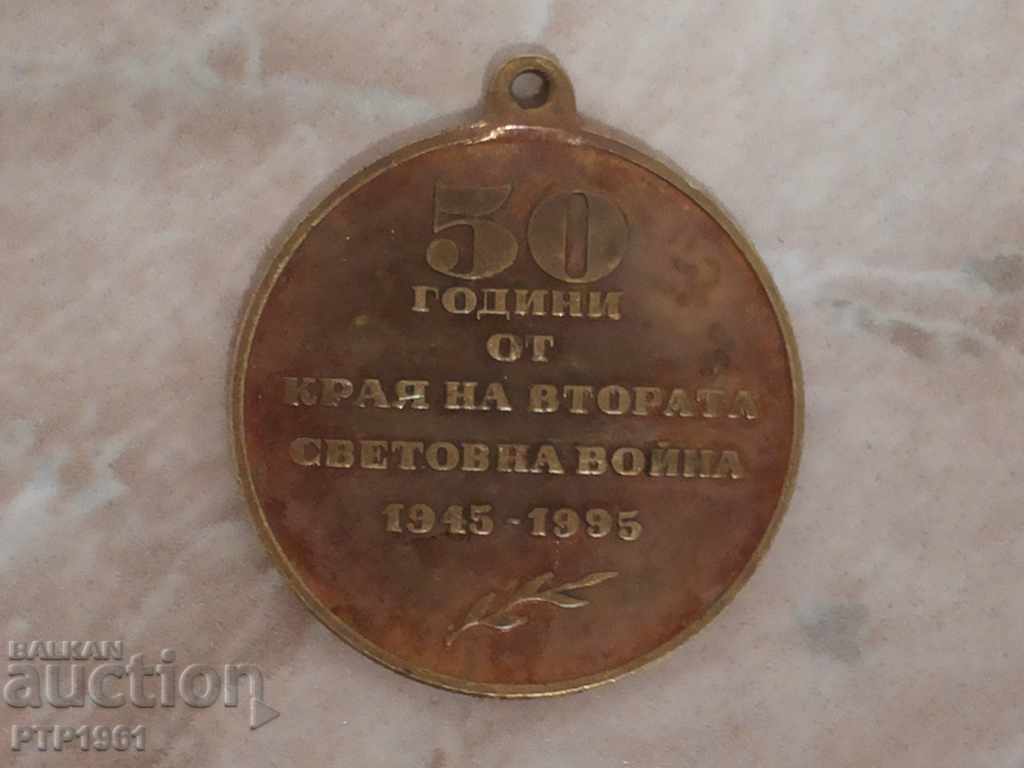 50
ГОДИНИ
ОТ
КРАЯ НА ВТОРАТА
СВЕТОВНА ВОЙНА
1945-1995
BALKAN
auction
PTP1961